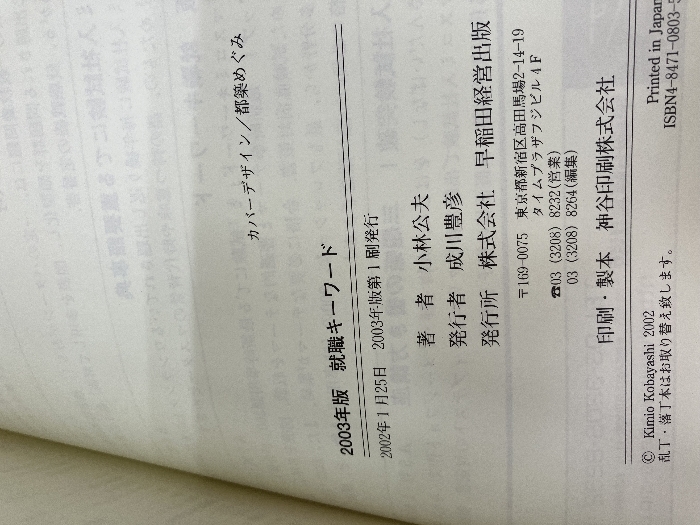 カバーデザイン/都築めぐみ
2003年版 就職キーワード
2002年1月25日 2003年版第1刷発行
著 者 小林公夫
発行者 成川豊彦
発行所 株式会社 早稲田経営出版
〒169-0075 東京都新宿区高田馬場2-14-19
タイムプラザフジビル4F
☎03 (3208) 8232(営業)
03 (3208) 8264(編集)
印刷・製本 神谷印刷株式会社
© Kimio Kobayashi 2002
Printed in Japan
乱丁・落丁本はお取り替え致します。
ISBN4-8471-0803-5